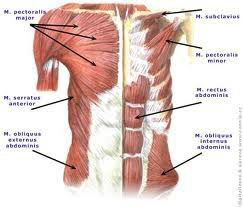 M. pectoralis
major
M. subclavius
M. pectoralis
minor
M. serratus
anterior
M. rectus
abdominis
M. obliquus
externus abdominis
M. obliquus
internus abdominis